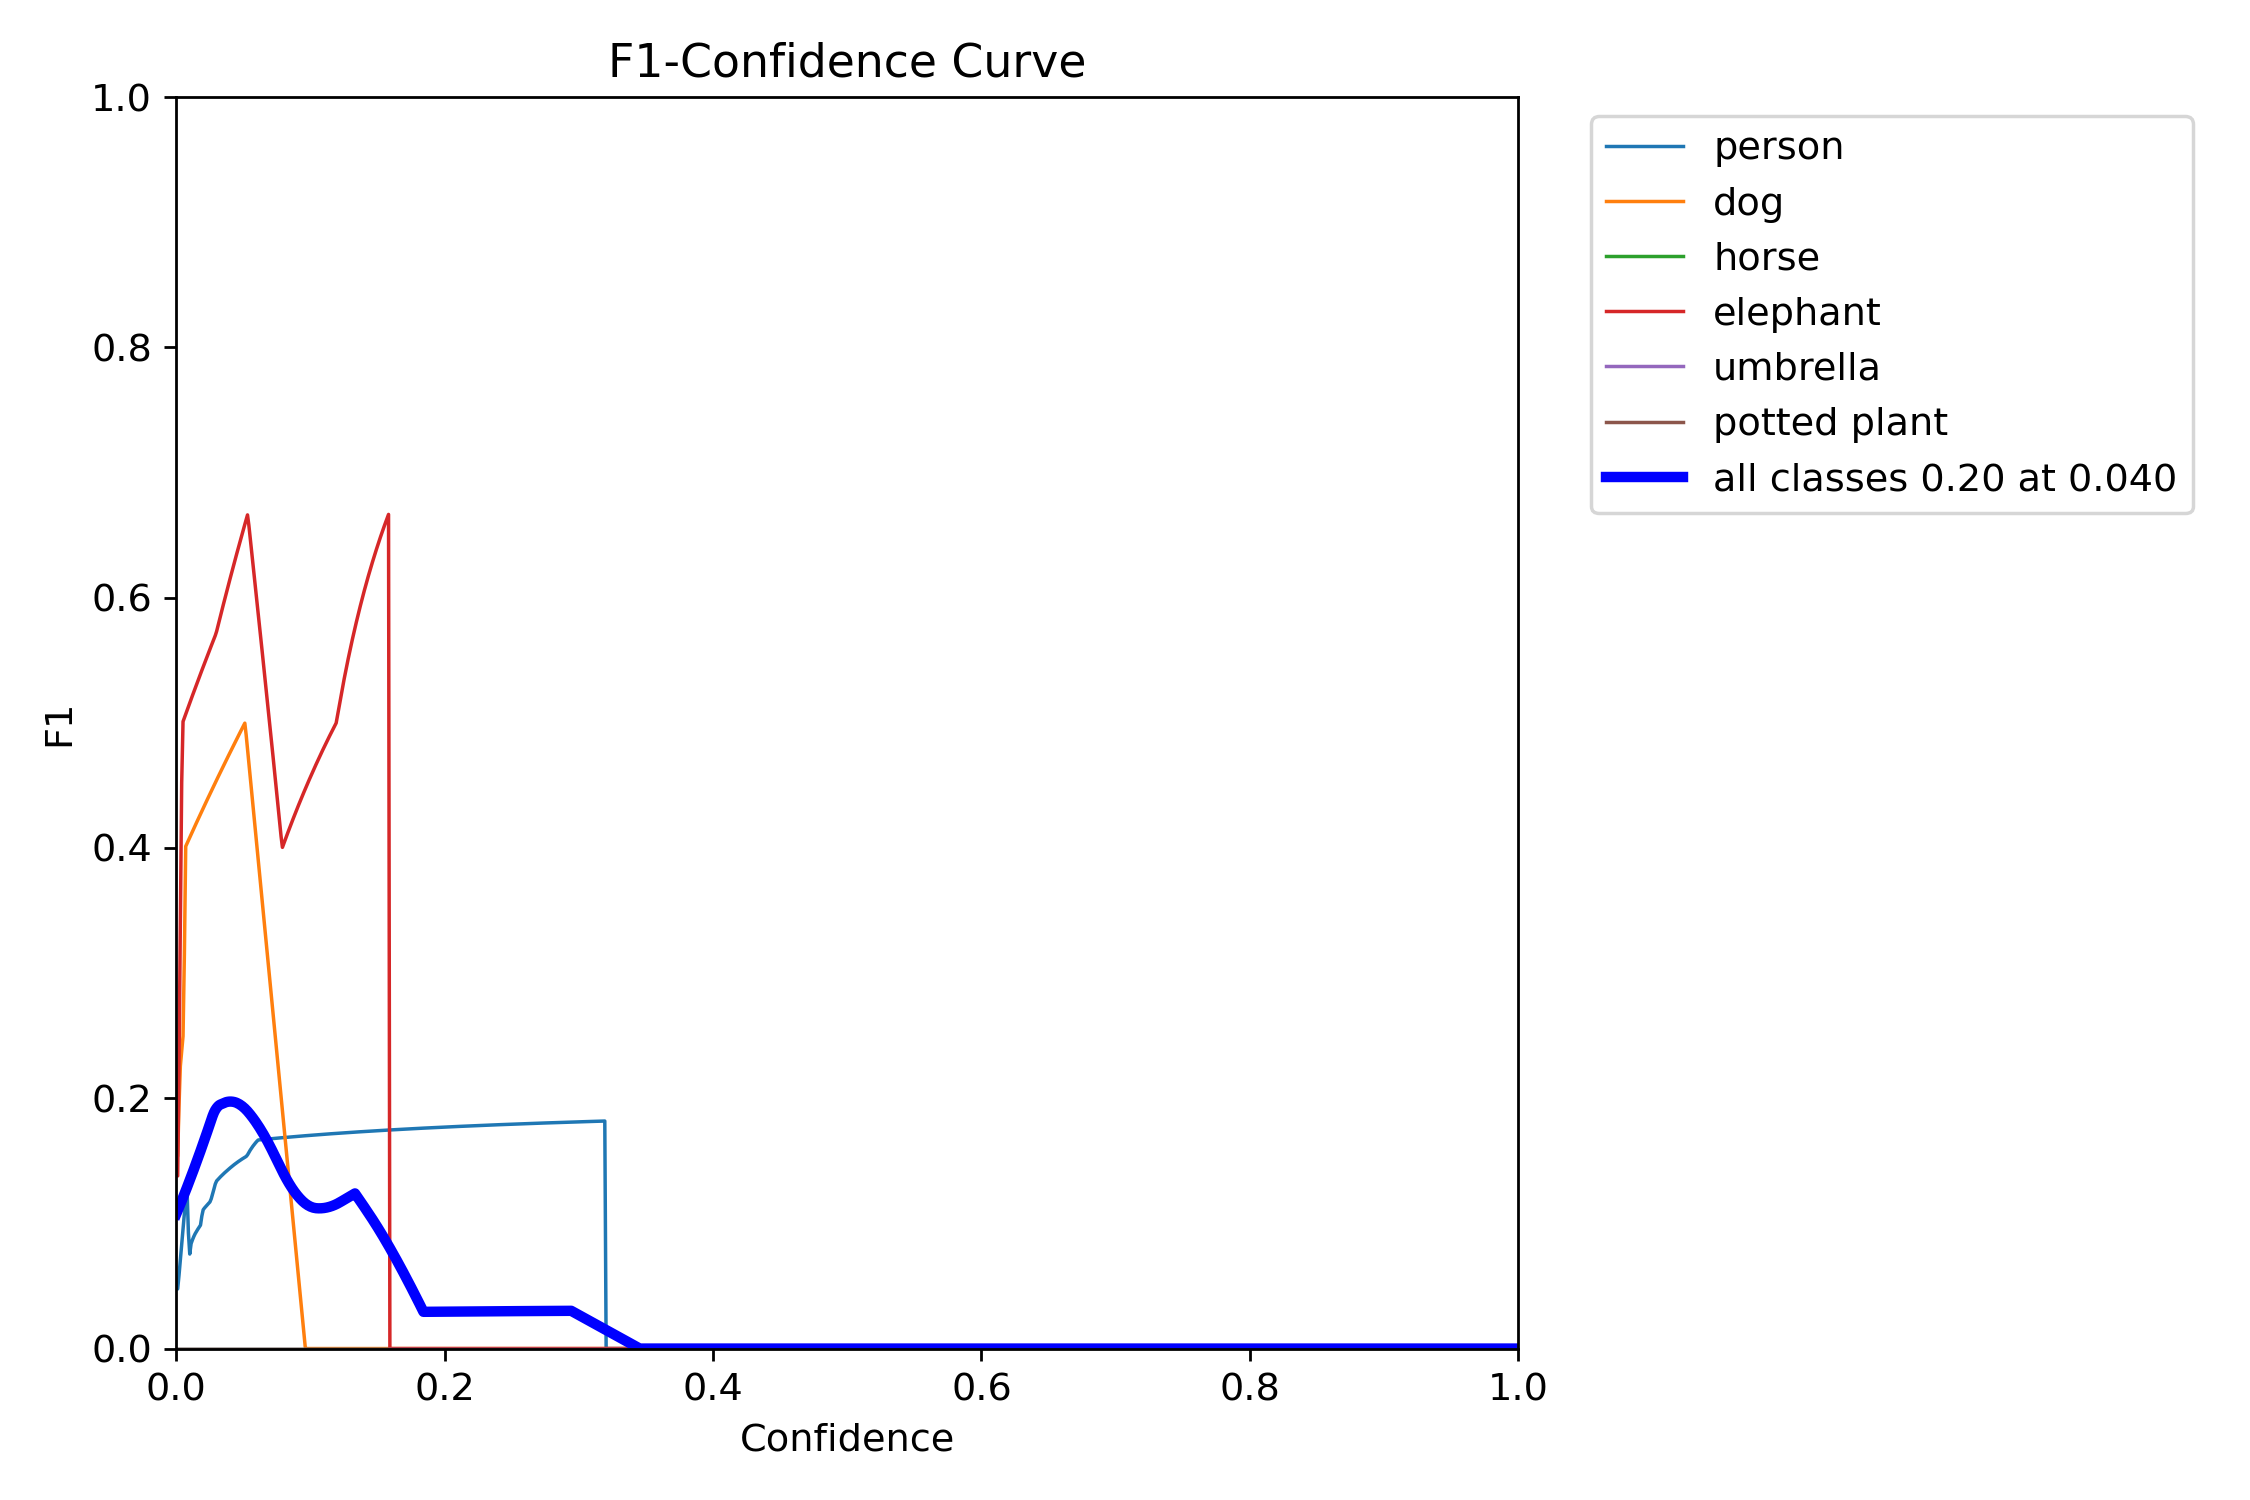 F1-Confidence Curve
1.0
0.8
0.6
0.4
0.2
0.0
F1
0.0 0.2 0.4 0.6 0.8 1.0
Confidence
person
dog
horse
elephant
umbrella
potted plant
all classes 0.20 at 0.040